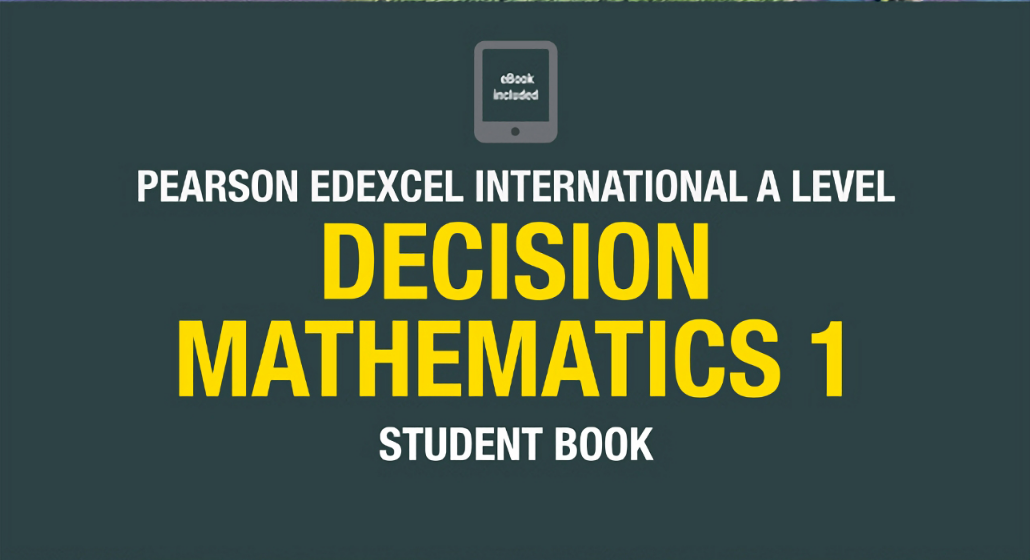 eBook
included
PEARSON EDEXCEL INTERNATIONAL A LEVEL
DECISION
MATHEMATICS 1
STUDENT BOOK